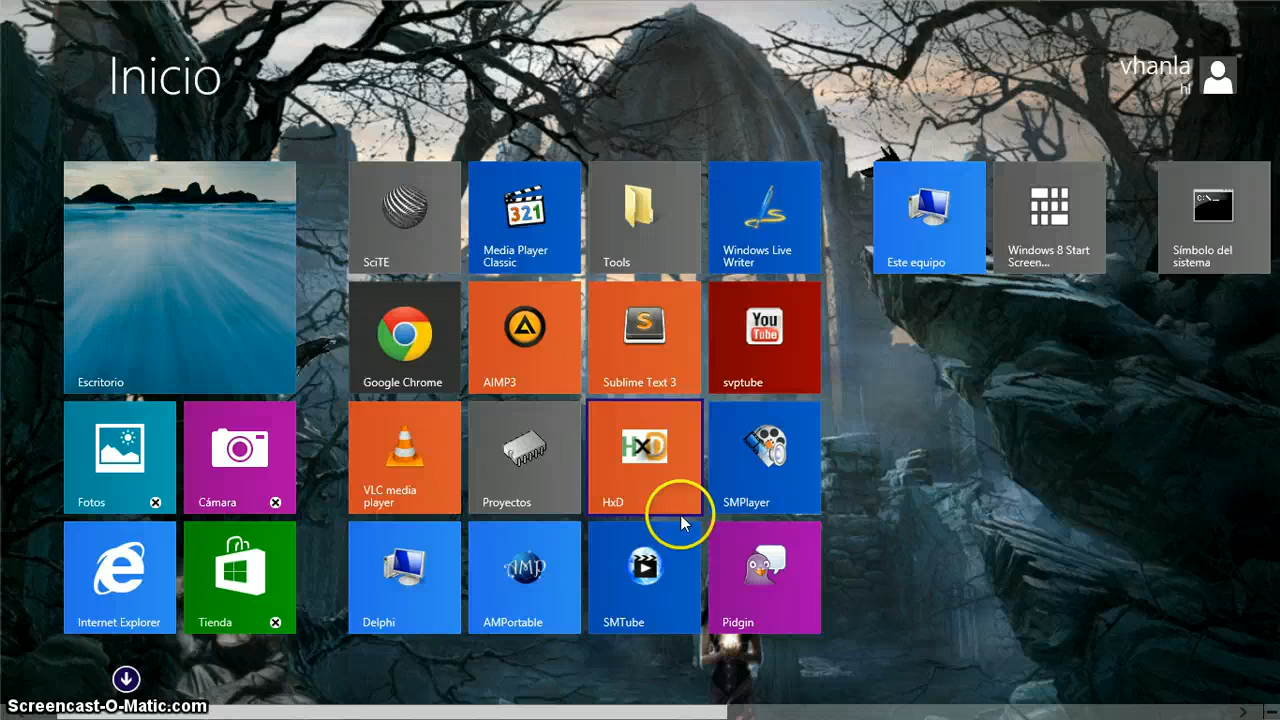 Inicio
vhanla
hf
SciTE
321
Media Player
Classic
Tools
Windows Live
Writer
Este equipo
Windows 8 Start
Screen...
C:\_
Símbolo del
sistema
Escritorio
Google Chrome
AIMP3
S
Sublime Text 3
You
Tube
svptube
Fotos
Cámara
VLC media
player
Proyectos
HxD
HxD
SMPlayer
Internet Explorer
Tienda
Delphi
AMP
AMPortable
SMTube
Pidgin
Screencast-O-Matic.com